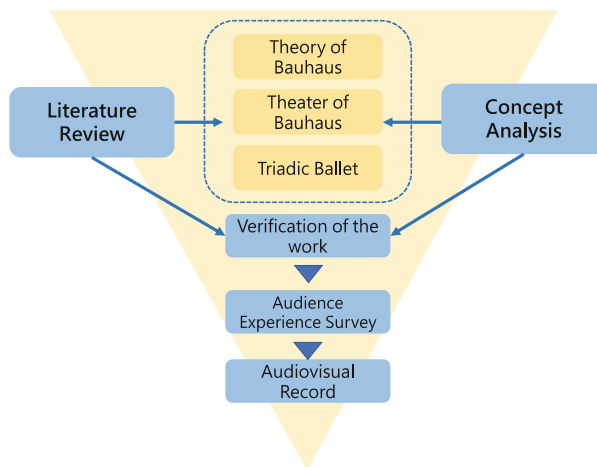 Theory of
Bauhaus
Literature
Review
Theater of
Bauhaus
Concept
Analysis
Triadic Ballet
Verification of the
work
Audience
Experience Survey
Audiovisual
Record